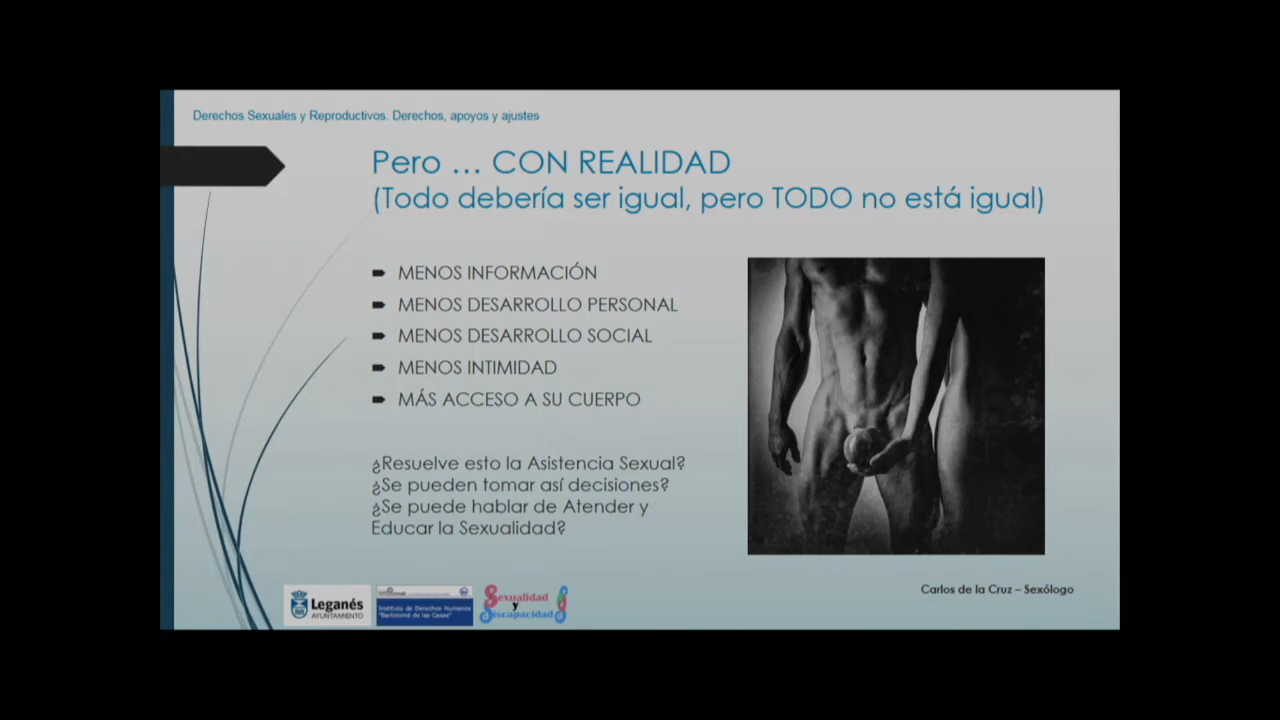 Derechos Sexuales y Reproductivos. Derechos, apoyos y ajustes
Pero ... CON REALIDAD
(Todo debería ser igual, pero TODO no está igual)
MENOS INFORMACIÓN
MENOS DESARROLLO PERSONAL
MENOS DESARROLLO SOCIAL
MENOS INTIMIDAD
MÁS ACCESO A SU CUERPO
¿Resuelve esto la Asistencia Sexual?
¿Se pueden tomar así decisiones?
¿Se puede hablar de Atender y
Educar la Sexualidad?
Carlos de la Cruz – Sexólogo
Leganés
AYUNTAMIENTO
Instituto de Derechos Humanos
"Bartolomé de las Casas"
Sexualidad
y
Discapacidad